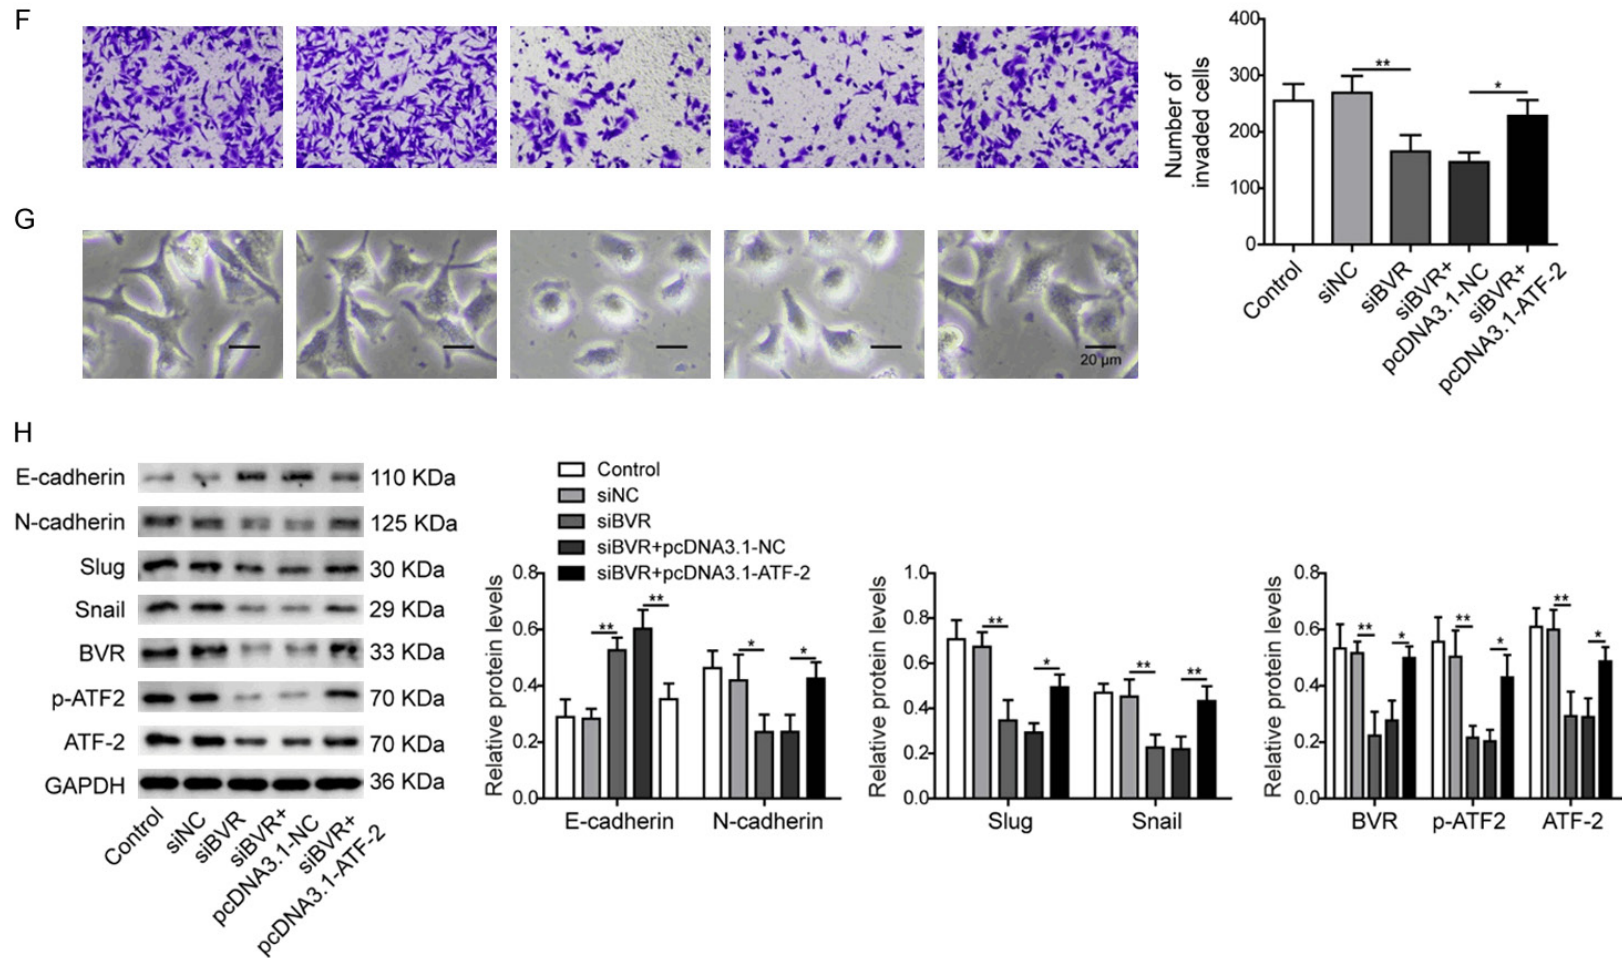 F
400
300
200
100
0
Number of
invaded cells
**
*
Control
siNC
siBVR
siBVR+
pcDNA3.1-NC
siBVR+
pcDNA3.1-ATF-2
G
20 µm
H
E-cadherin 110 KDa
N-cadherin 125 KDa
Slug 30 KDa
Snail 29 KDa
BVR 33 KDa
p-ATF2 70 KDa
ATF-2 70 KDa
GAPDH 36 KDa
Control
siNC
siBVR
siBVR+
pcDNA3.1-NC
siBVR+
pcDNA3.1-ATF-2
Control
siNC
siBVR
siBVR+pcDNA3.1-NC
siBVR+pcDNA3.1-ATF-2
Relative protein levels
0.8
0.6
0.4
0.2
0.0
**
**
*
*
E-cadherin N-cadherin
Relative protein levels
1.0
0.8
0.6
0.4
0.2
0.0
**
*
**
**
Slug Snail
Relative protein levels
0.8
0.6
0.4
0.2
0.0
**
*
**
*
**
*
BVR p-ATF2 ATF-2